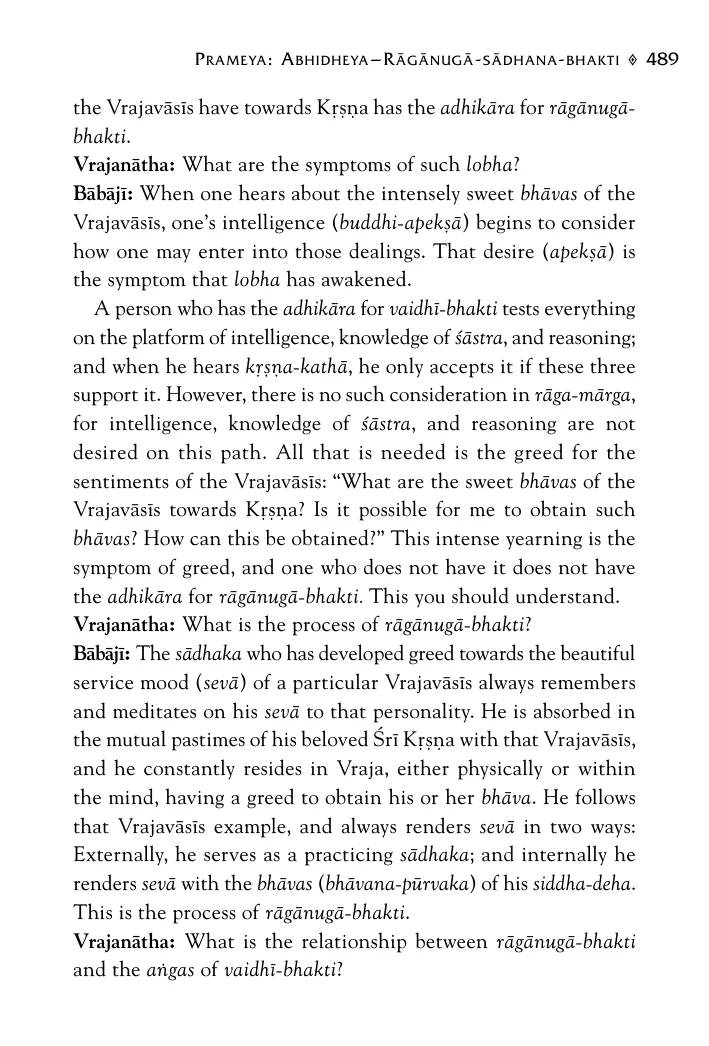 PRAMEYA: ABHIDHEYA–RĀGĀNUGĀ-SĀDHANA-BHAKTI ◊ 489
the Vrajavāsīs have towards Kṛṣṇa has the adhikāra for rāgānugā-
bhakti.
Vrajanātha: What are the symptoms of such lobha?
Bābājī: When one hears about the intensely sweet bhāvas of the
Vrajavāsīs, one’s intelligence (buddhi-apekṣā) begins to consider
how one may enter into those dealings. That desire (apekṣā) is
the symptom that lobha has awakened.
A person who has the adhikāra for vaidhī-bhakti tests everything
on the platform of intelligence, knowledge of śāstra, and reasoning;
and when he hears kṛṣṇa-kathā, he only accepts it if these three
support it. However, there is no such consideration in rāga-mārga,
for intelligence, knowledge of śāstra, and reasoning are not
desired on this path. All that is needed is the greed for the
sentiments of the Vrajavāsīs: “What are the sweet bhāvas of the
Vrajavāsīs towards Kṛṣṇa? Is it possible for me to obtain such
bhāvas? How can this be obtained?” This intense yearning is the
symptom of greed, and one who does not have it does not have
the adhikāra for rāgānugā-bhakti. This you should understand.
Vrajanātha: What is the process of rāgānugā-bhakti?
Bābājī: The sādhaka who has developed greed towards the beautiful
service mood (sevā) of a particular Vrajavāsīs always remembers
and meditates on his sevā to that personality. He is absorbed in
the mutual pastimes of his beloved Śrī Kṛṣṇa with that Vrajavāsīs,
and he constantly resides in Vraja, either physically or within
the mind, having a greed to obtain his or her bhāva. He follows
that Vrajavāsīs example, and always renders sevā in two ways:
Externally, he serves as a practicing sādhaka; and internally he
renders sevā with the bhāvas (bhāvana-pūrvaka) of his siddha-deha.
This is the process of rāgānugā-bhakti.
Vrajanātha: What is the relationship between rāgānugā-bhakti
and the aṅgas of vaidhī-bhakti?